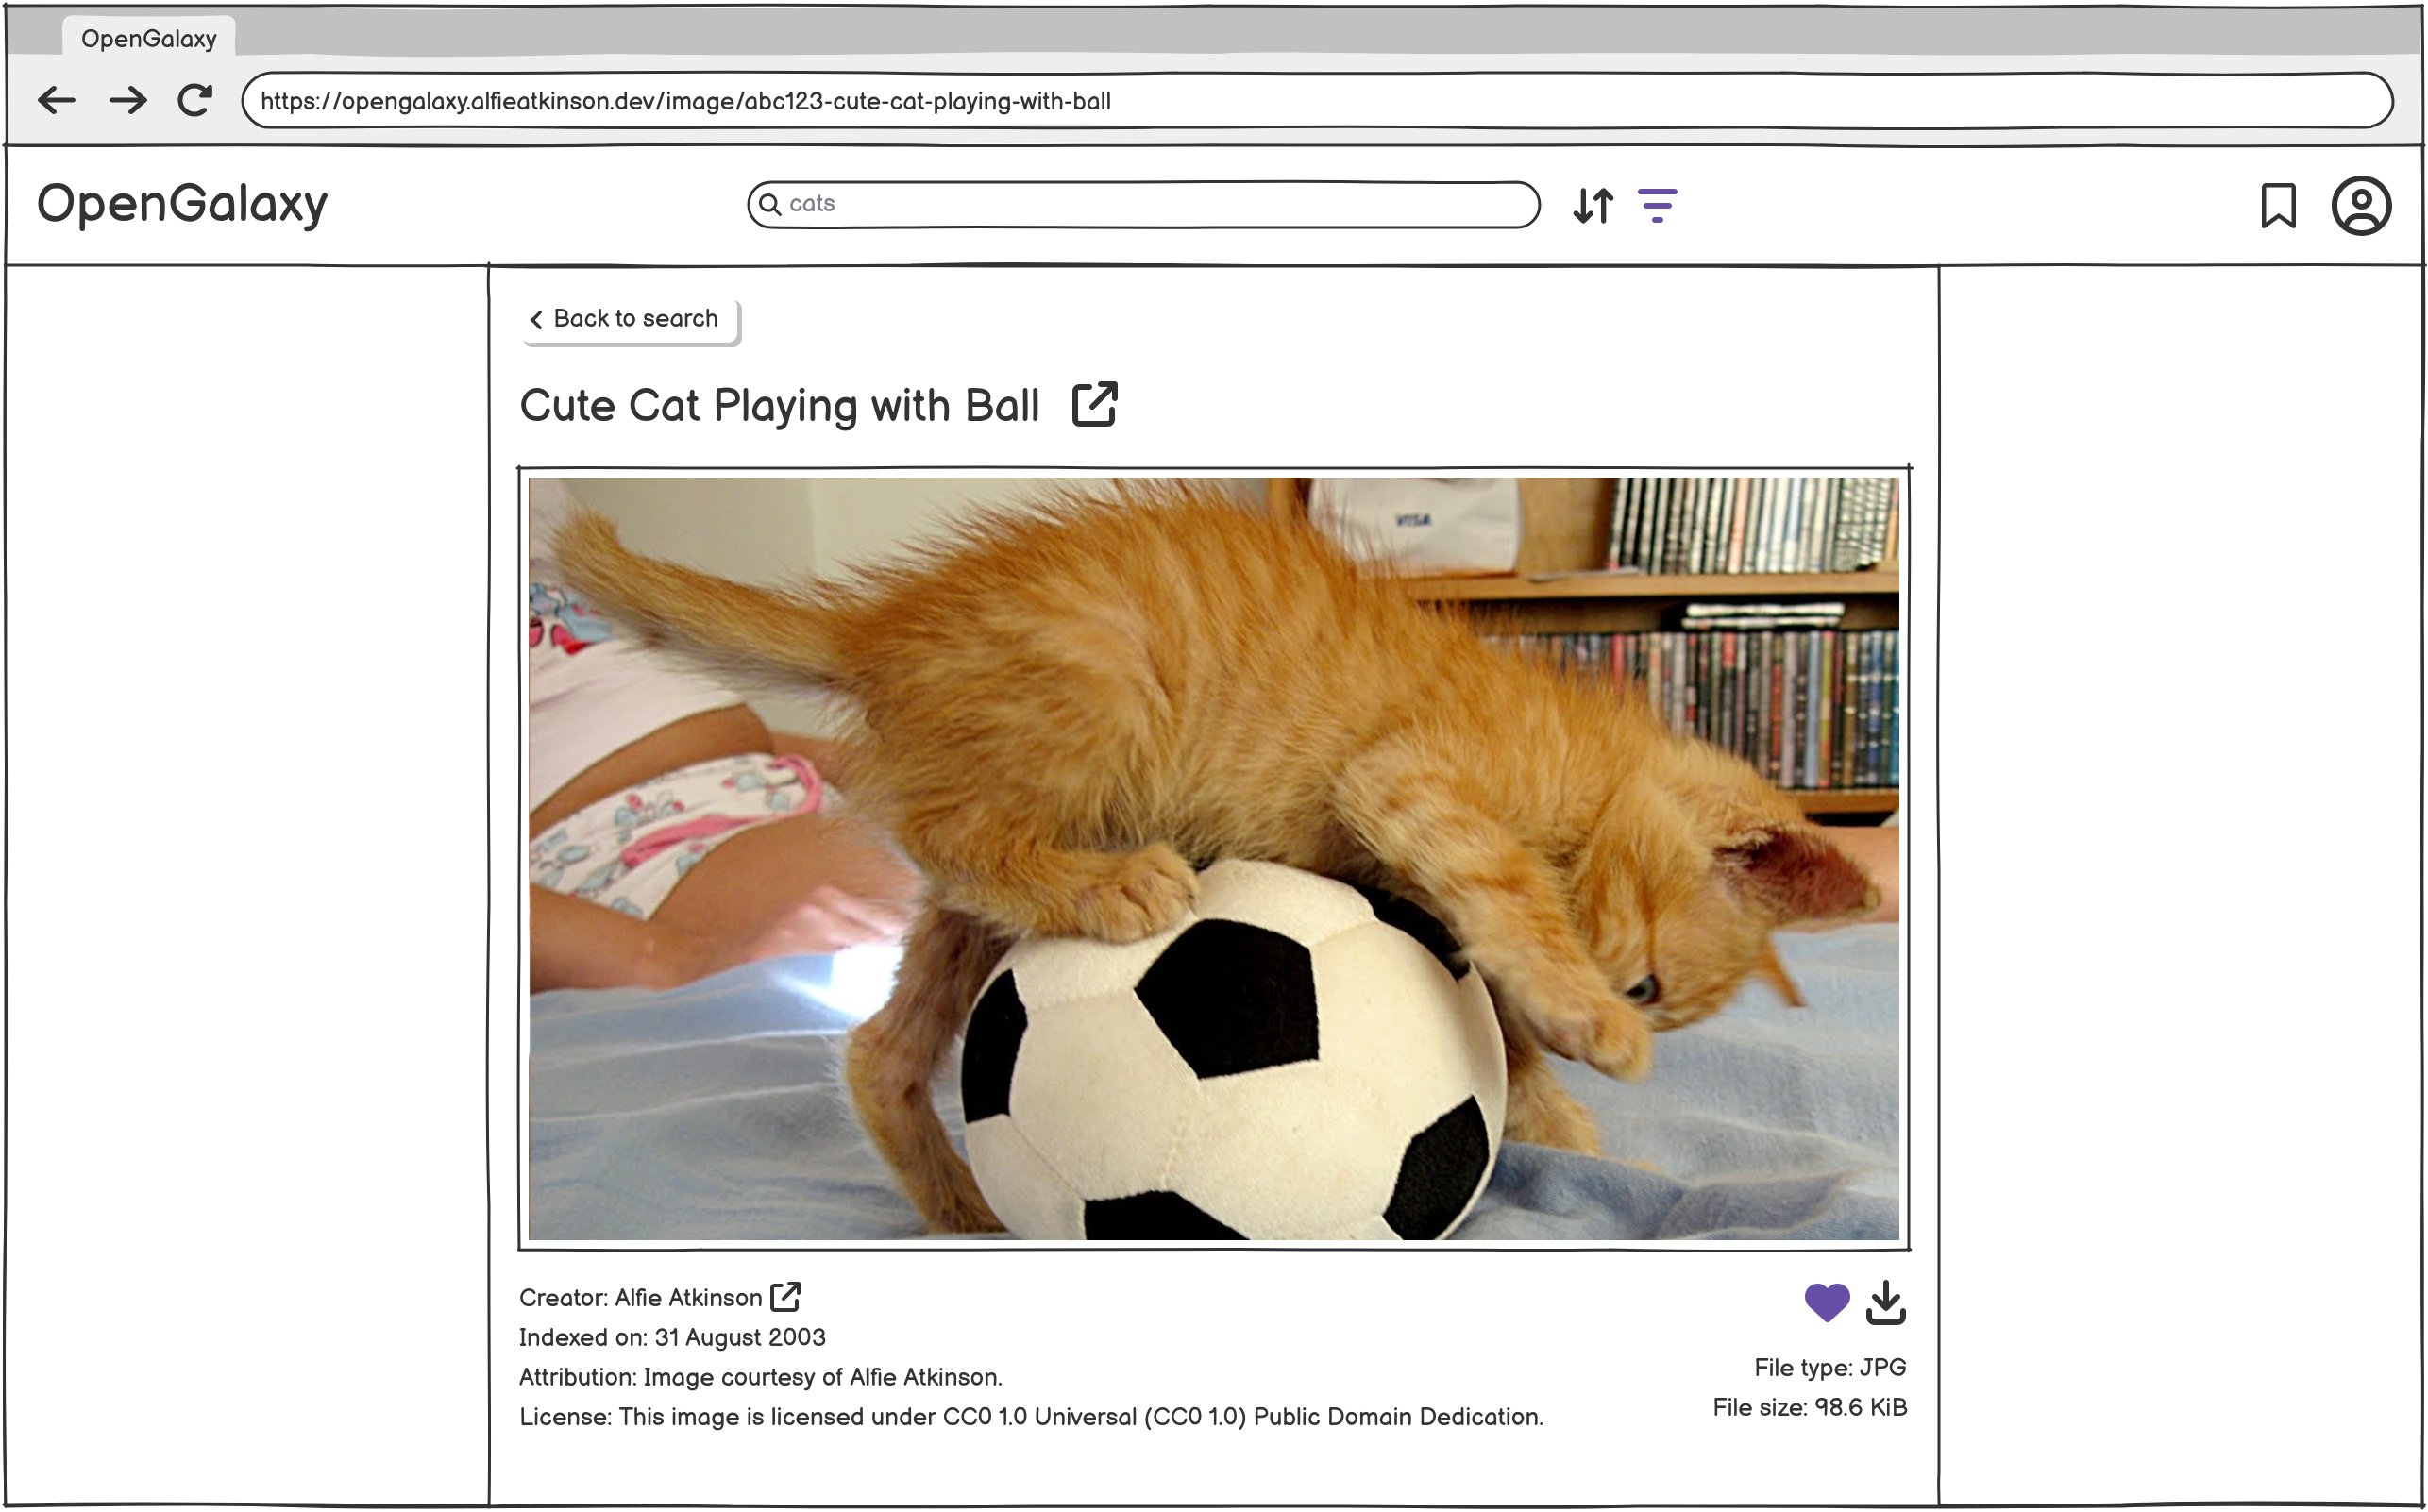 OpenGalaxy
https://opengalaxy.alfieatkinson.dev/image/abc123-cute-cat-playing-with-ball
OpenGalaxy
cats
Back to search
Cute Cat Playing with Ball
VISA
Creator: Alfie Atkinson
Indexed on: 31 August 2003
Attribution: Image courtesy of Alfie Atkinson.
License: This image is licensed under CC0 1.0 Universal (CC0 1.0) Public Domain Dedication.
File type: JPG
File size: 98.6 KiB